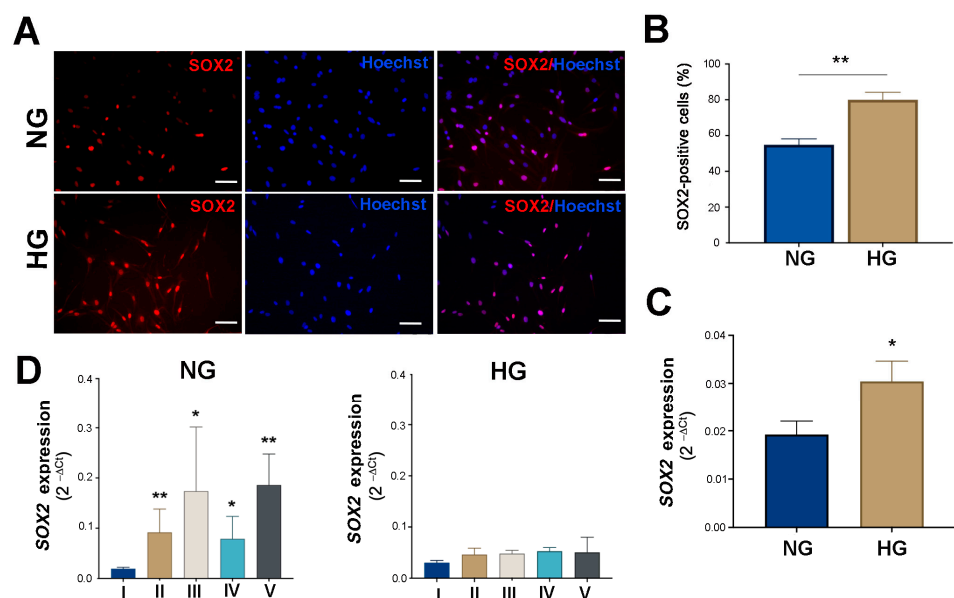 A
NG
SOX2
Hoechst
SOX2/Hoechst
HG
SOX2
Hoechst
SOX2/Hoechst
B
SOX2-positive cells (%)
100
80
60
40
20
0
**
NG
HG
C
SOX2 expression
(2 −ΔCt)
0.04
0.03
0.02
0.01
0.00
*
NG
HG
D
NG
SOX2 expression
(2 −ΔCt)
0.4
0.3
0.2
0.1
0.0
**
*
*
**
I
II
III
IV
V
HG
SOX2 expression
(2 −ΔCt)
0.4
0.3
0.2
0.1
0.0
I
II
III
IV
V